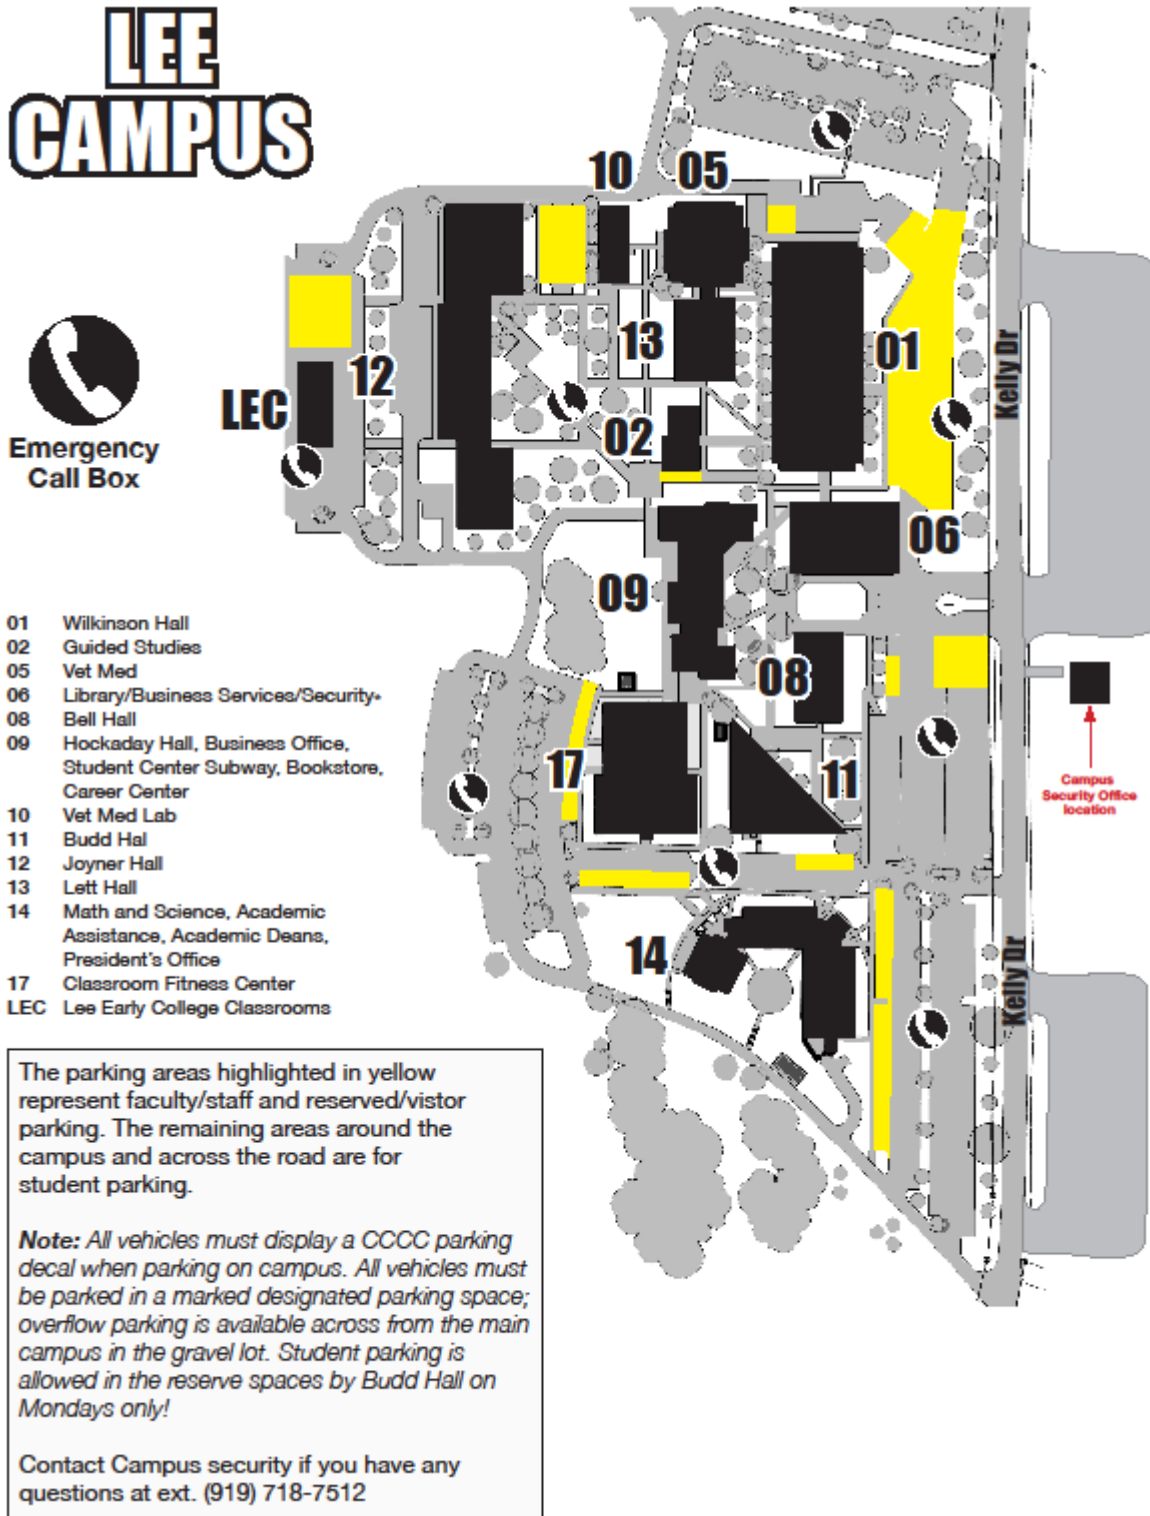 LEE
CAMPUS
10
05
13
01
12
LEC
02
Kelly Dr
Emergency
Call Box
06
09
08
17
11
Campus
Security Office
location
14
Kelly Dr
01 Wilkinson Hall
02 Guided Studies
05 Vet Med
06 Library/Business Services/Security*
08 Bell Hall
09 Hockaday Hall, Business Office,
Student Center Subway, Bookstore,
Career Center
10 Vet Med Lab
11 Budd Hal
12 Joyner Hall
13 Lett Hall
14 Math and Science, Academic
Assistance, Academic Deans,
President's Office
17 Classroom Fitness Center
LEC Lee Early College Classrooms
The parking areas highlighted in yellow
represent faculty/staff and reserved/vistor
parking. The remaining areas around the
campus and across the road are for
student parking.
Note: All vehicles must display a CCCC parking
decal when parking on campus. All vehicles must
be parked in a marked designated parking space;
overflow parking is available across from the main
campus in the gravel lot. Student parking is
allowed in the reserve spaces by Budd Hall on
Mondays only!
Contact Campus security if you have any
questions at ext. (919) 718-7512